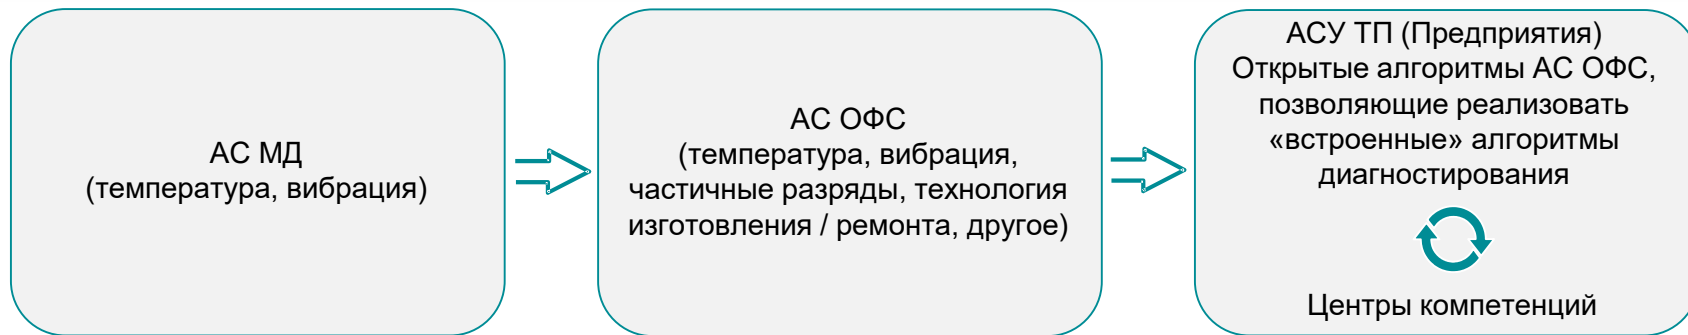 АС МД
(температура, вибрация)
АС ОФС
(температура, вибрация,
частичные разряды, технология
изготовления / ремонта, другое)
АСУ ТП (Предприятия)
Открытые алгоритмы АС ОФС,
позволяющие реализовать
«встроенные» алгоритмы
диагностирования
Центры компетенций